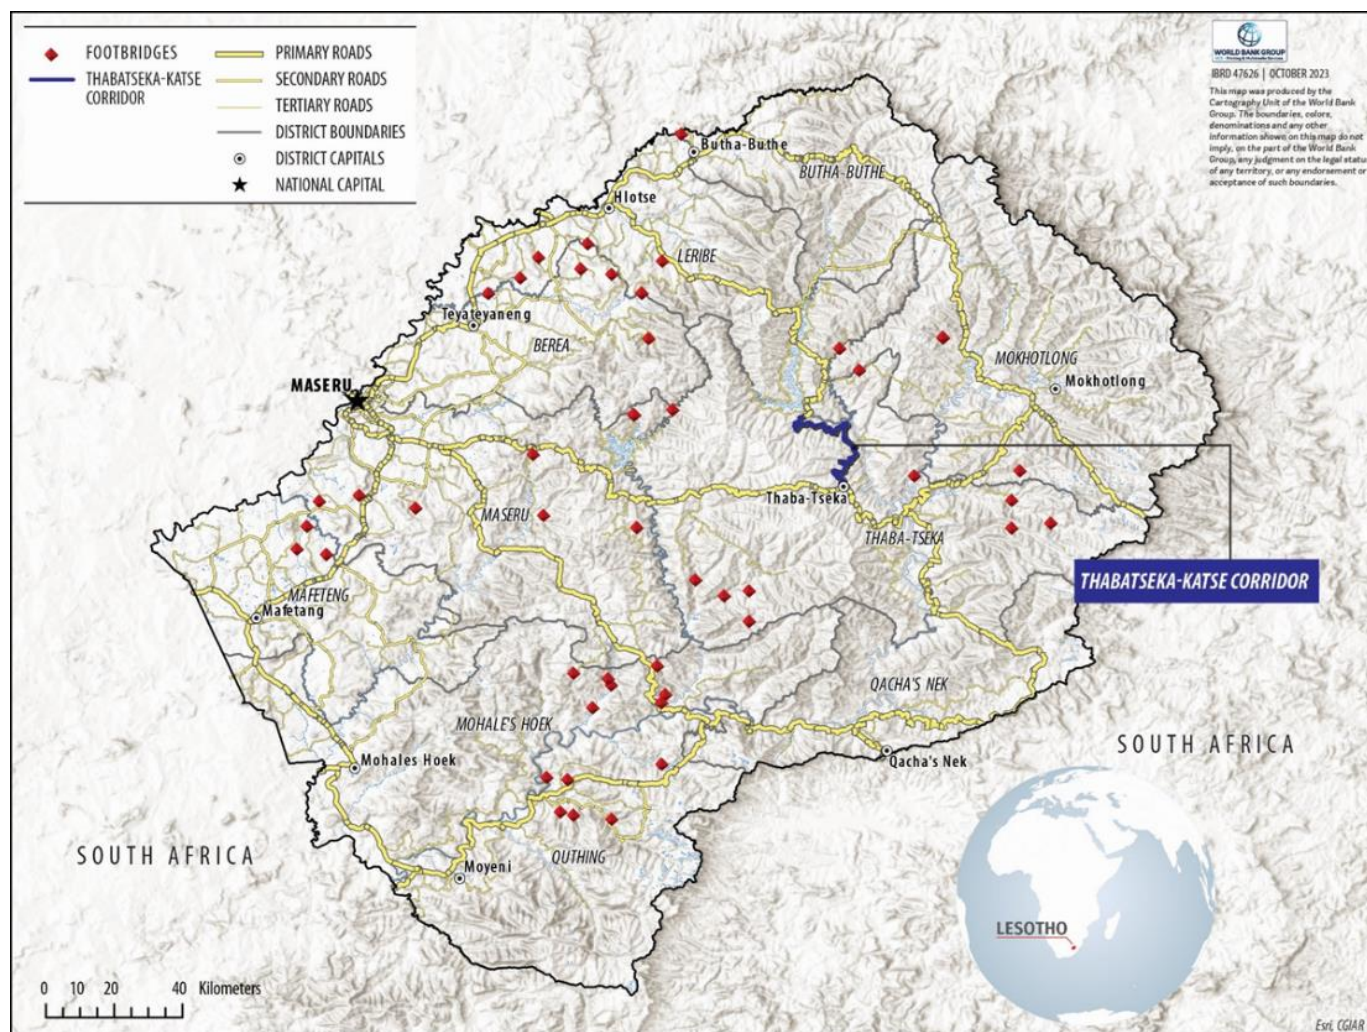 FOOTBRIDGES
THABATSEKA-KATSE
CORRIDOR
PRIMARY ROADS
SECONDARY ROADS
TERTIARY ROADS
DISTRICT BOUNDARIES
DISTRICT CAPITALS
NATIONAL CAPITAL
WORLD BANK GROUP
IBRD 47626 | OCTOBER 2023
This map was produced by the
Cartography Unit of the World Bank
Group. The boundaries, colors,
denominations and any other
information shown on this map do not
imply, on the part of the World Bank
Group, any judgment on the legal status
of any territory, or any endorsement or
acceptance of such boundaries.
Butha-Buthe
BUTHA-BUTHE
Hlotse
LERIBE
Teyateyaneng
BEREA
MOKHOTLONG
Mokhotlong
MASERU
Thaba-Tseka
MASERU
THABA-TSEKA
THABATSEKA-KATSE CORRIDOR
MAFETENG
Mafetang
QACHA'S NEK
MOHALE'S HOEK
Mohales Hoek
Qacha's Nek
SOUTH AFRICA
SOUTH AFRICA
QUTHING
Moyeni
LESOTHO
0 10 20 40 Kilometers
Esri, CGIAR